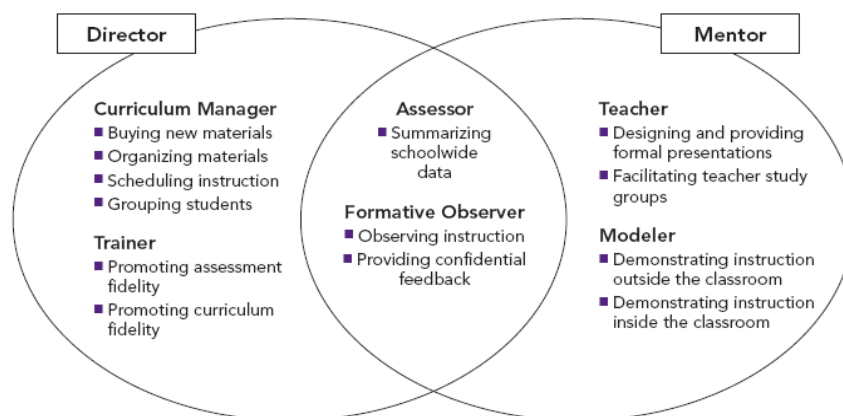 Director
Mentor
Curriculum Manager
■ Buying new materials
■ Organizing materials
■ Scheduling instruction
■ Grouping students
Trainer
■ Promoting assessment
fidelity
■ Promoting curriculum
fidelity
Assessor
■ Summarizing
schoolwide
data
Formative Observer
■ Observing instruction
■ Providing confidential
feedback
Teacher
■ Designing and providing
formal presentations
■ Facilitating teacher study
groups
Modeler
■ Demonstrating instruction
outside the classroom
■ Demonstrating instruction
inside the classroom